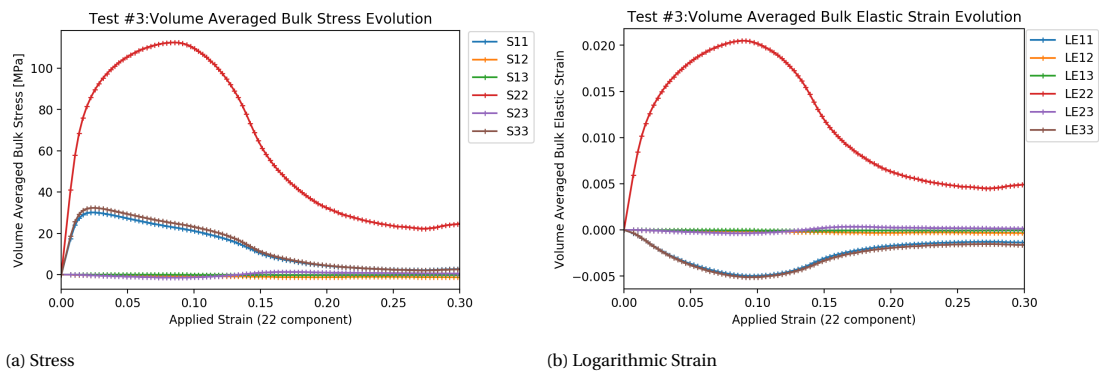 Test #3:Volume Averaged Bulk Stress Evolution
Volume Averaged Bulk Stress [MPa]
100
80
60
40
20
0
0.00 0.05 0.10 0.15 0.20 0.25 0.30
Applied Strain (22 component)
S11
S12
S13
S22
S23
S33
(a) Stress
Test #3:Volume Averaged Bulk Elastic Strain Evolution
Volume Averaged Bulk Elastic Strain
0.020
0.015
0.010
0.005
0.000
−0.005
0.00 0.05 0.10 0.15 0.20 0.25 0.30
Applied Strain (22 component)
LE11
LE12
LE13
LE22
LE23
LE33
(b) Logarithmic Strain